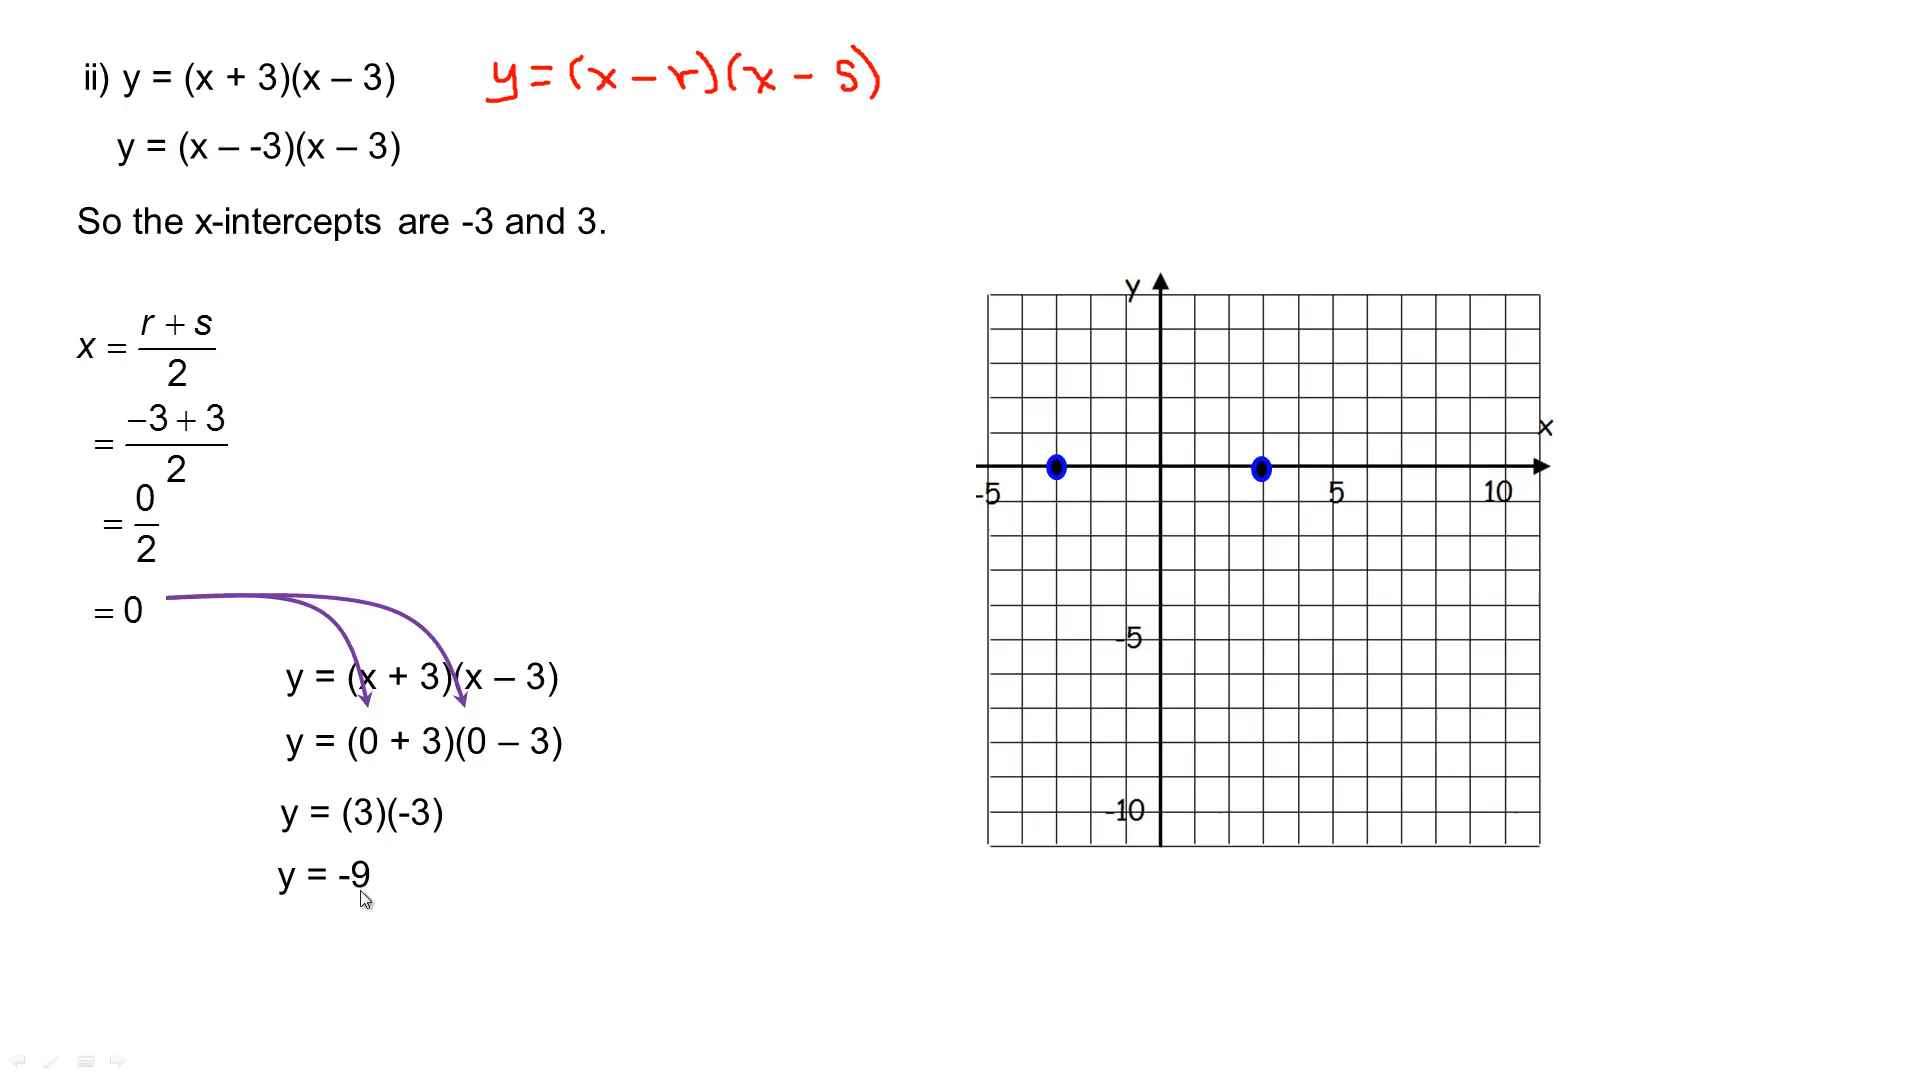 ii) y = (x + 3)(x – 3)
y = (x – r)(x – s)
y = (x – -3)(x – 3)
So the x-intercepts are -3 and 3.
x = r + s / 2
= –3 + 3 / 2
= 0 / 2
= 0
y = (x + 3)(x – 3)
y = (0 + 3)(0 – 3)
y = (3)(-3)
y = -9
y
x
-5 5 10
-5
-10